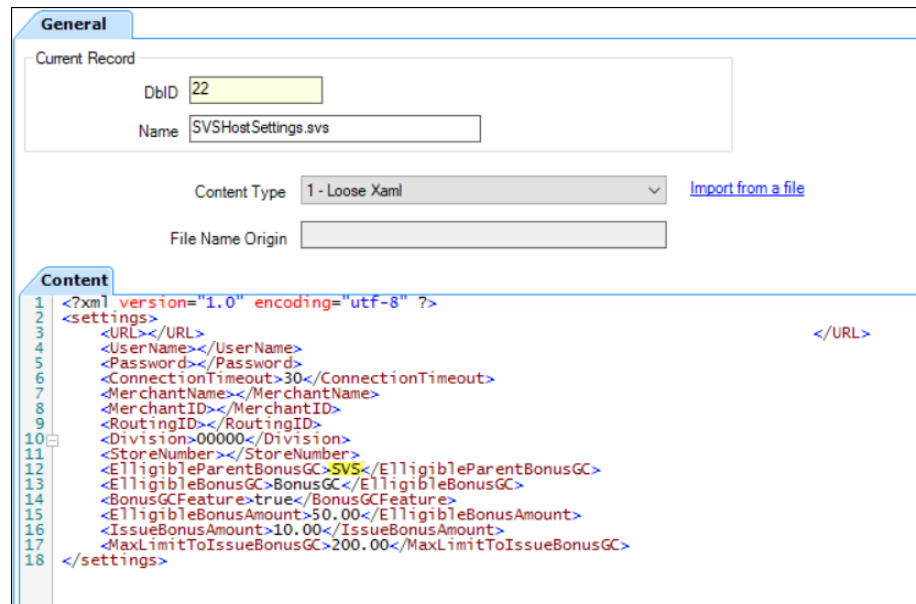 General
Current Record
DbID 22
Name SVSHostSettings.svs
Content Type 1 - Loose Xaml Import from a file
File Name Origin
Content
1 <?xml version="1.0" encoding="utf-8" ?>
2 <settings>
3 <URL></URL> </URL>
4 <UserName></UserName>
5 <Password></Password>
6 <ConnectionTimeout>30</ConnectionTimeout>
7 <MerchantName></MerchantName>
8 <MerchantID></MerchantID>
9 <RoutingID></RoutingID>
10 <Division>00000</Division>
11 <StoreNumber></StoreNumber>
12 <ElligibleParentBonusGC>SVS</ElligibleParentBonusGC>
13 <ElligibleBonusGC>BonusGC</ElligibleBonusGC>
14 <BonusGCFeature>true</BonusGCFeature>
15 <ElligibleBonusAmount>50.00</ElligibleBonusAmount>
16 <IssueBonusAmount>10.00</IssueBonusAmount>
17 <MaxLimitToIssueBonusGC>200.00</MaxLimitToIssueBonusGC>
18 </settings>